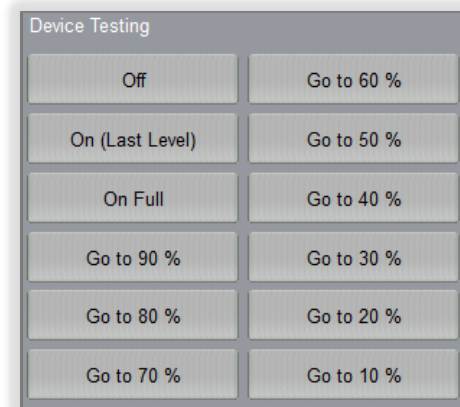 Device Testing
Off
Go to 60 %
On (Last Level)
Go to 50 %
On Full
Go to 40 %
Go to 90 %
Go to 30 %
Go to 80 %
Go to 20 %
Go to 70 %
Go to 10 %